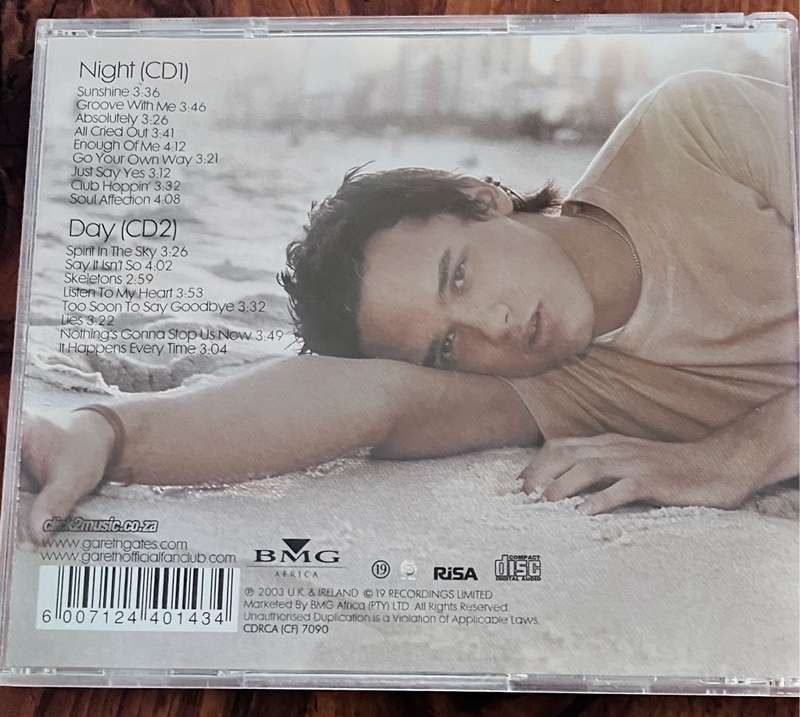 Night (CD1)
Sunshine 3:36
Groove With Me 3:46
Absolutely 3:26
All Cried Out 3:41
Enough Of Me 4:12
Go Your Own Way 3:21
Just Say Yes 3:12
Club Hoppin' 3:32
Soul Affection 4:08
Day (CD2)
Spirit In The Sky 3:26
Say It Isn't So 4:02
Skeletons 2:59
Listen To My Heart 3:53
Too Soon To Say Goodbye 3:32
Lies 3:22
Nothing's Gonna Stop Us Now 3:49
It Happens Every Time 3:04
click2music.co.za
www.garethgates.com
www.garethofficialfanclub.com
BMG
AFRICA
19
RiSA
COMPACT
disc
DIGITAL AUDIO
℗ 2003 U.K. & IRELAND © 19 RECORDINGS LIMITED
Marketed By BMG Africa (PTY) LTD All Rights Reserved
Unauthorised Duplication is a Violation of Applicable Laws.
CDRCA (CF) 7090
6 007124 401434